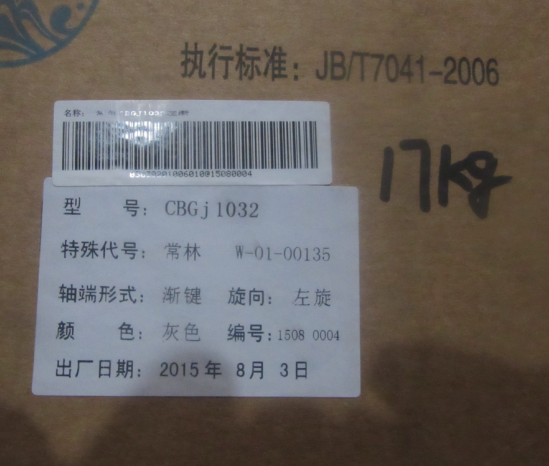 执行标准: JB/T7041-2006
名称:
17Kg
型 号: CBGj1032
特殊代号: 常林 W-01-00135
轴端形式: 渐键 旋向: 左旋
颜 色: 灰色 编号: 1508 0004
出厂日期: 2015年 8月 3日